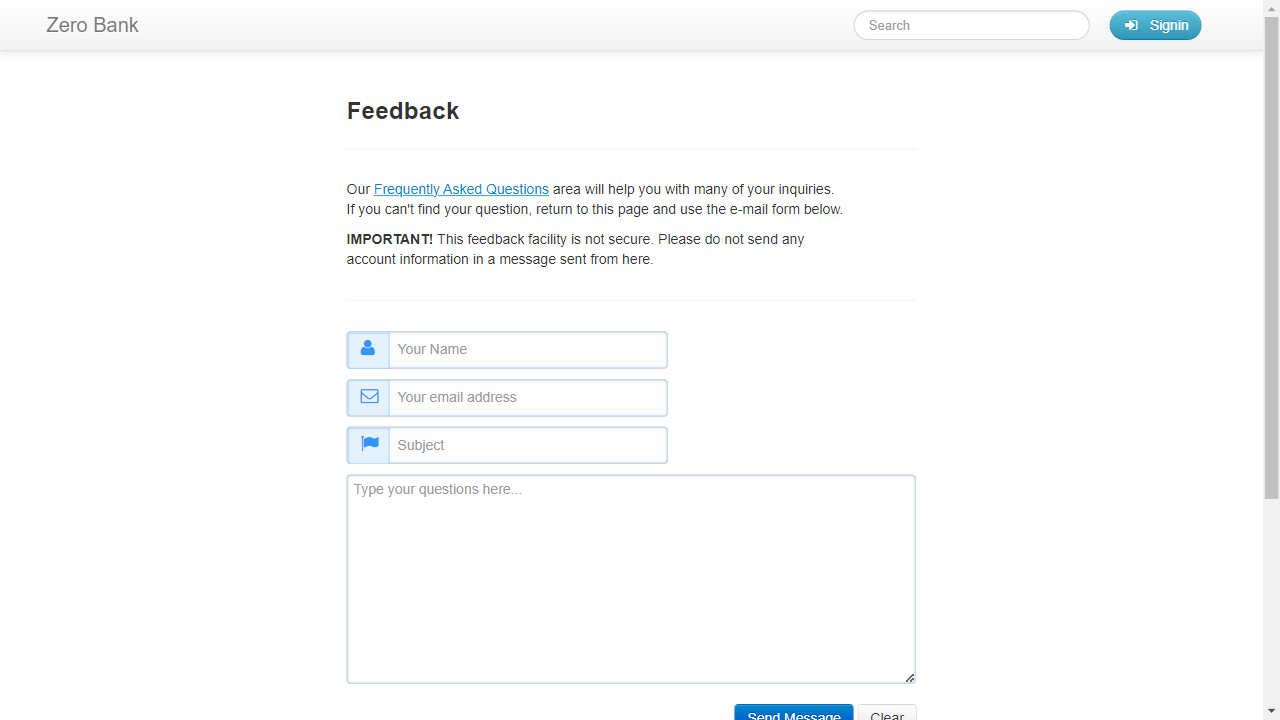 Zero Bank
Search
Signin
Feedback
Our Frequently Asked Questions area will help you with many of your inquiries.
If you can't find your question, return to this page and use the e-mail form below.
IMPORTANT! This feedback facility is not secure. Please do not send any
account information in a message sent from here.
Your Name
Your email address
Subject
Type your questions here...
Send Message
Clear